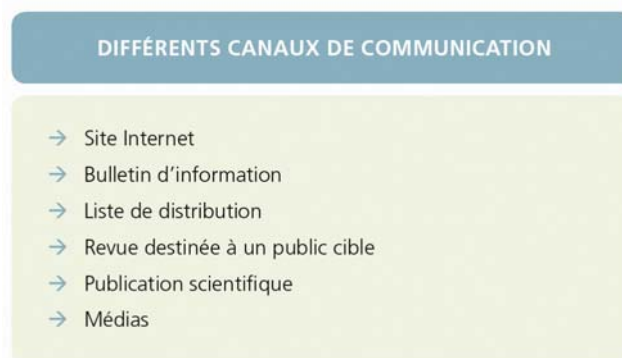 DIFFÉRENTS CANAUX DE COMMUNICATION
→ Site Internet
→ Bulletin d’information
→ Liste de distribution
→ Revue destinée à un public cible
→ Publication scientifique
→ Médias